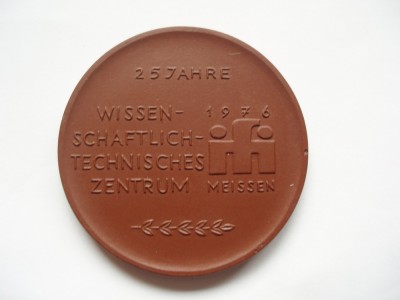 25 JAHRE
WISSEN- 1976
SCHAFTLICH-
TECHNISCHES
ZENTRUM MEISSEN